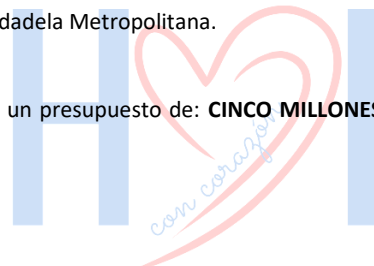 dadela Metropolitana.
un presupuesto de: CINCO MILLONES
con corazón
H